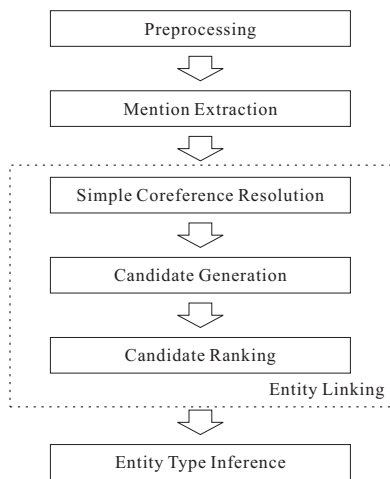 Preprocessing
Mention Extraction
Simple Coreference Resolution
Candidate Generation
Candidate Ranking
Entity Linking
Entity Type Inference